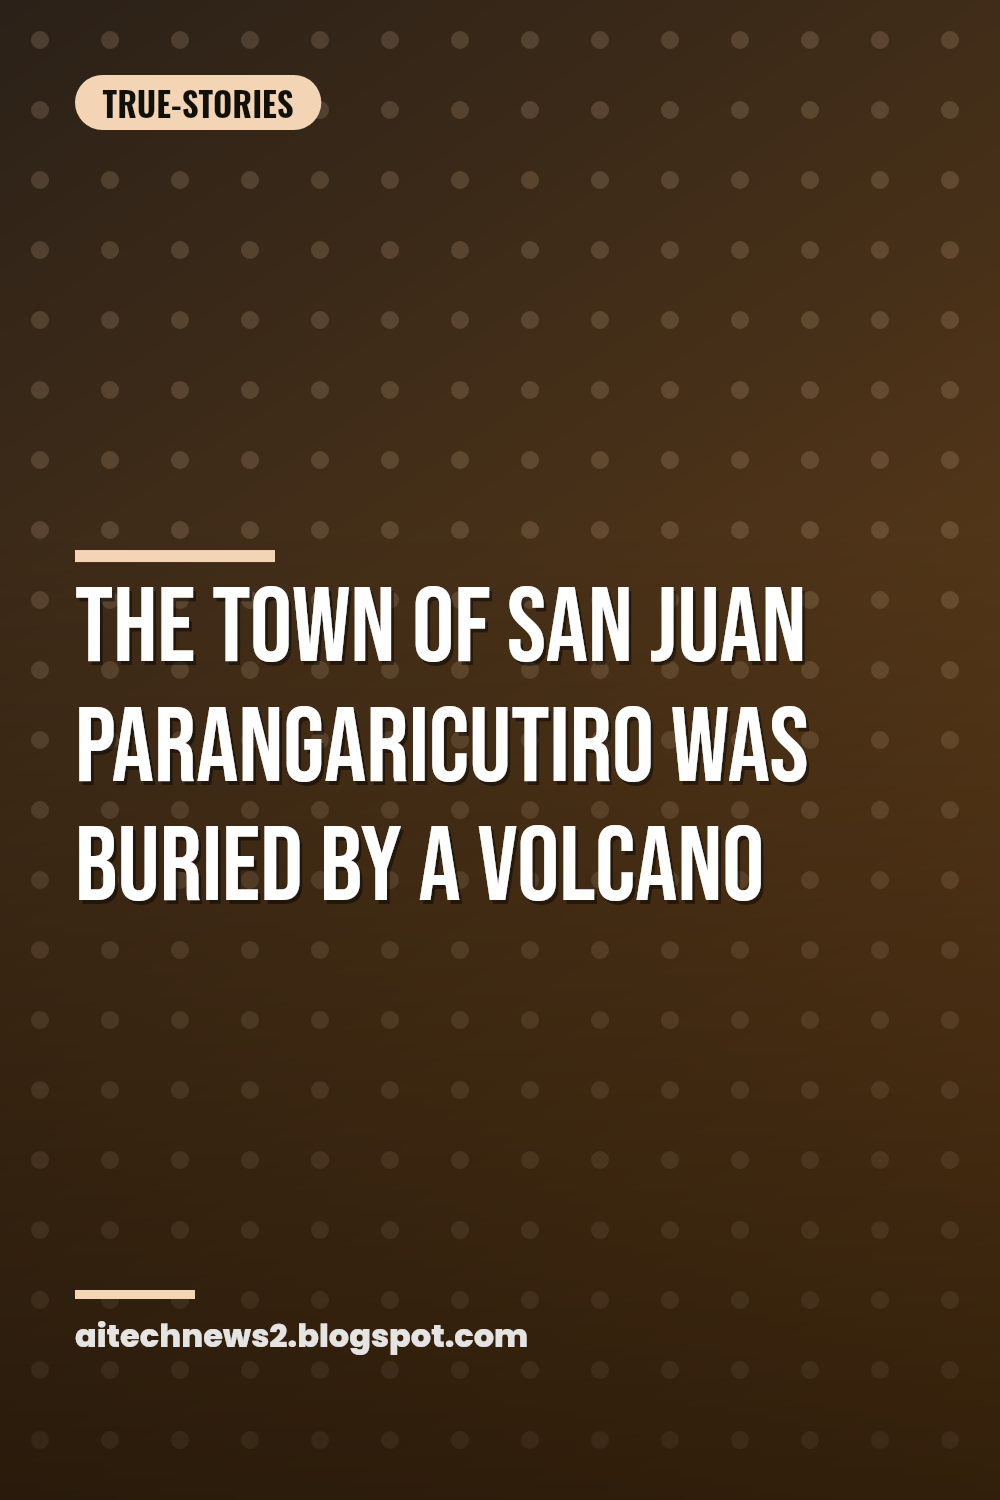 TRUE-STORIES
THE TOWN OF SAN JUAN
PARANGARICUTIRO WAS
BURIED BY A VOLCANO
aitechnews2.blogspot.com